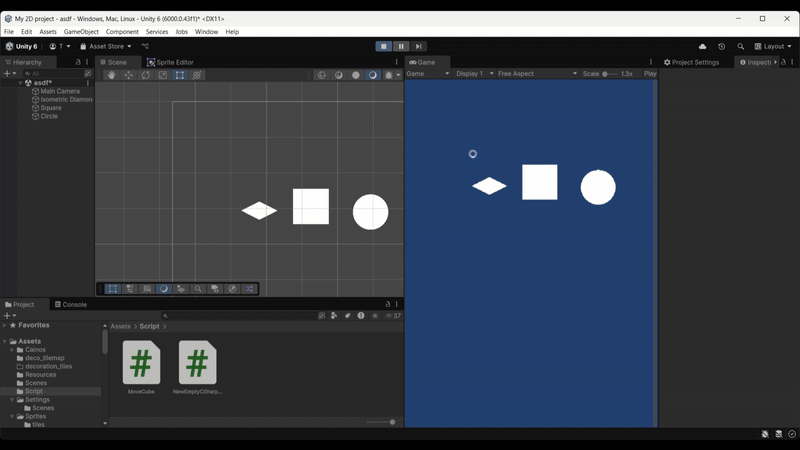 My 2D project - asdf - Windows, Mac, Linux - Unity 6 (6000.0.43f1)* <DX11>
File Edit Assets GameObject Component Services Jobs Window Help
Unity 6 T Asset Store Layout
Hierarchy Scene Sprite Editor Game Project Settings Inspecti
All
Game Display 1 Free Aspect Scale 1.3x Play
asdf*
Main Camera
Isometric Diamon
Square
Circle
Project Console
37
Favorites
Assets > Script >
Assets
Cainos
deco_tilemap
decoration_tiles
Resources
Scenes
Script
Settings
Scenes
Sprites
tiles
MoveCube NewEmptyCSharp...